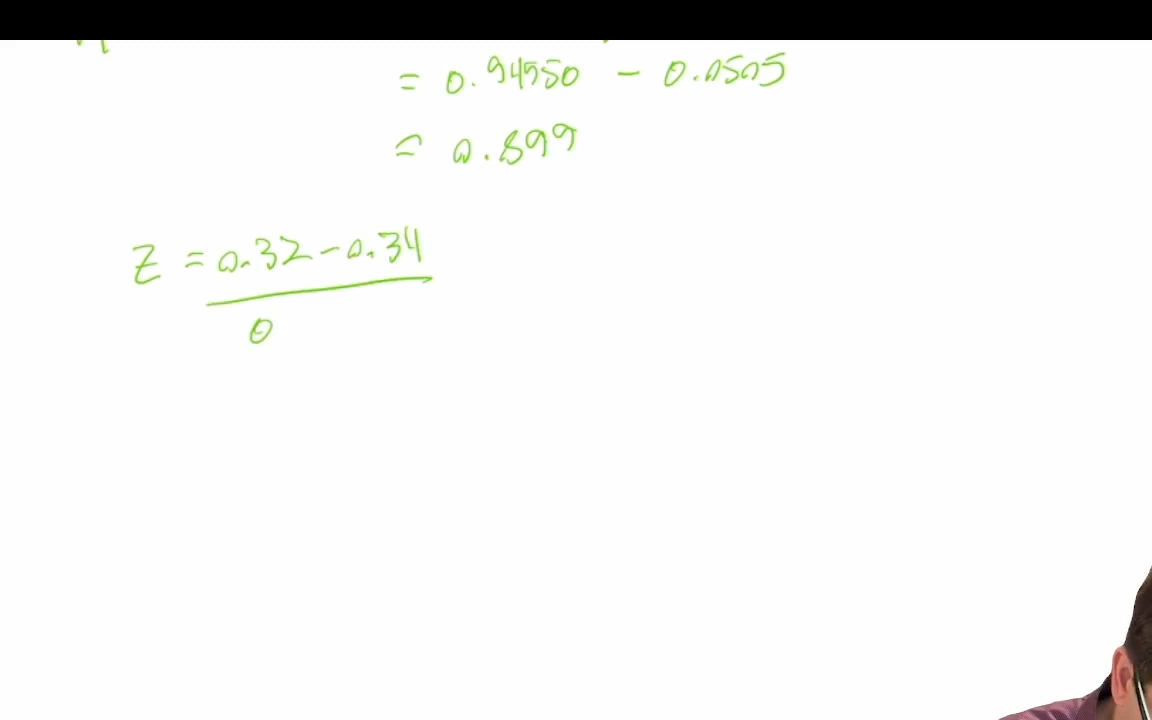 = 0.94950 - 0.0505
= 0.899
Z = 0.32 - 0.34
0